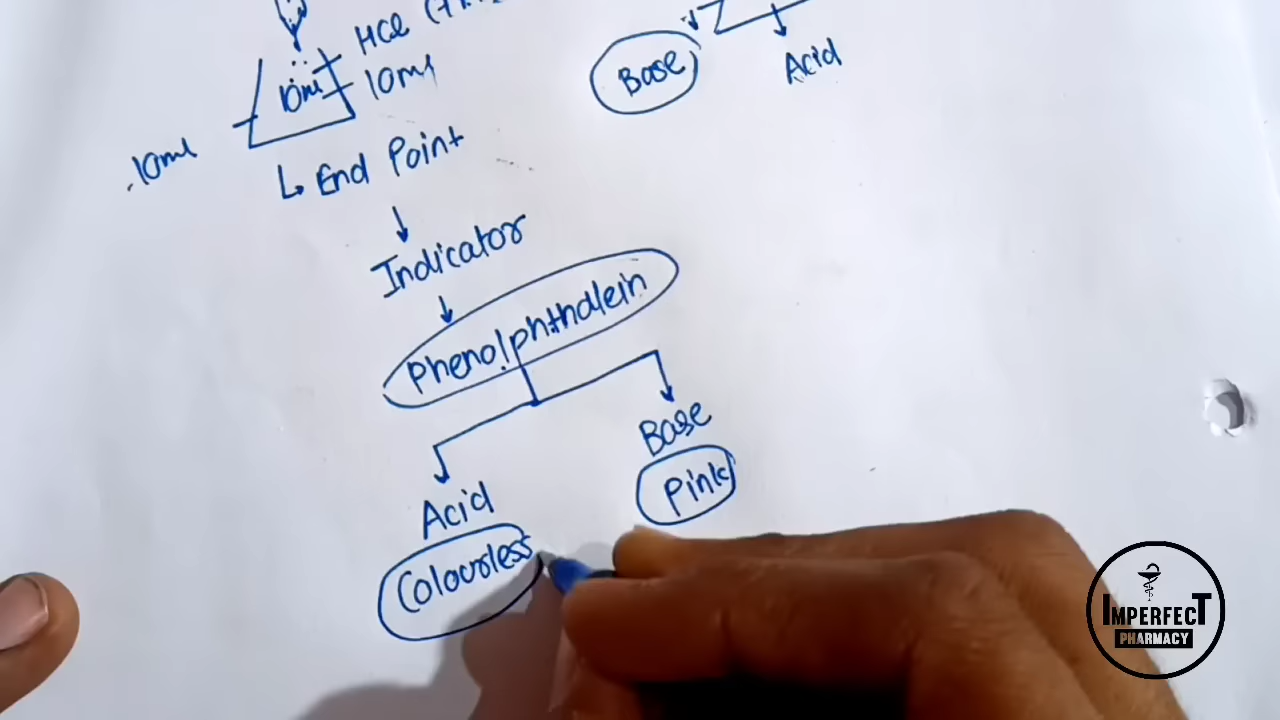 HCl
10ml
10ml
10ml
Base
Acid
↳ End Point
Indicator
Phenolphthalein
Acid
Base
Colourless
Pink
IMPERFECT
PHARMACY